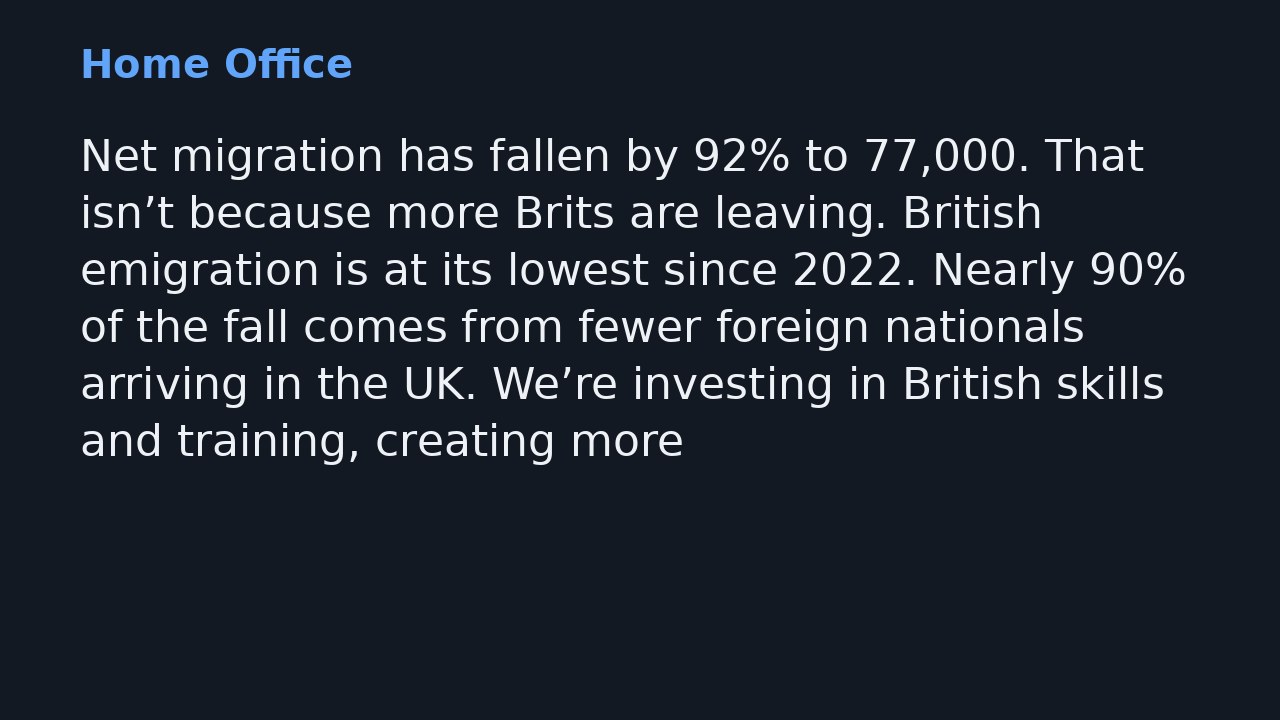 Home Office
Net migration has fallen by 92% to 77,000. That
isn’t because more Brits are leaving. British
emigration is at its lowest since 2022. Nearly 90%
of the fall comes from fewer foreign nationals
arriving in the UK. We’re investing in British skills
and training, creating more